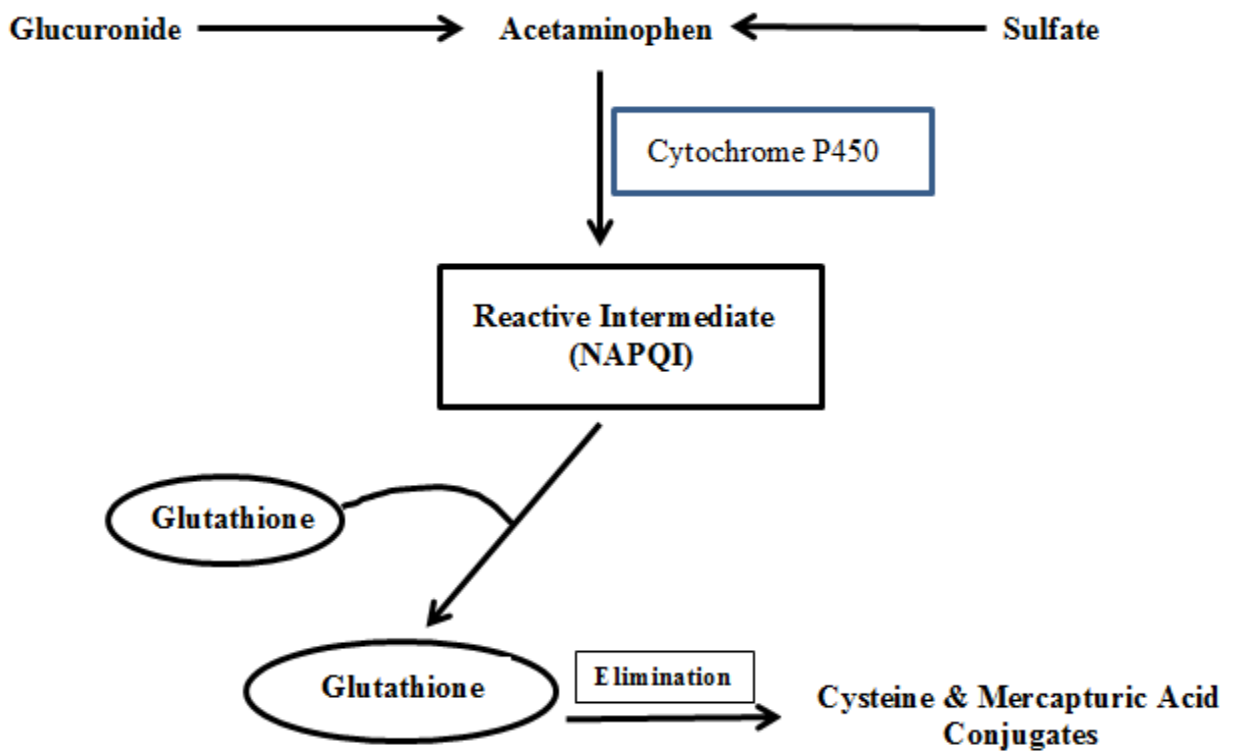 Glucuronide
Acetaminophen
Sulfate
Cytochrome P450
Reactive Intermediate
(NAPQI)
Glutathione
Glutathione
Elimination
Cysteine & Mercapturic Acid
Conjugates